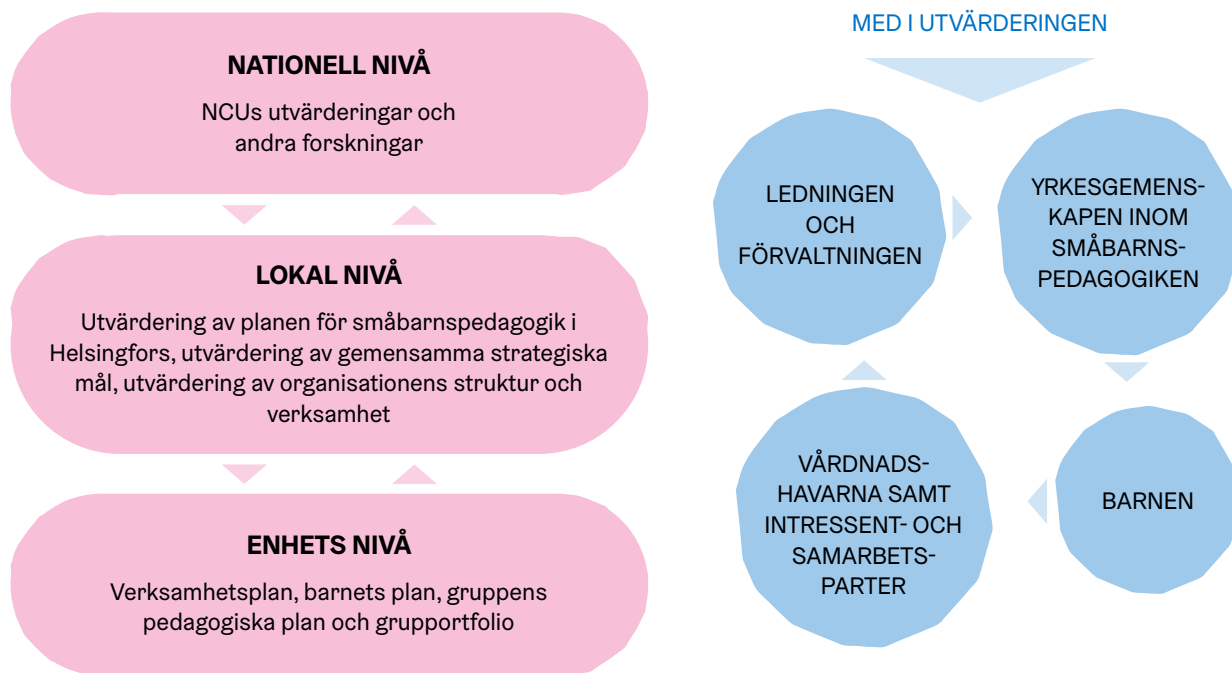 NATIONELL NIVÅ
NCUs utvärderingar och
andra forskningar
LOKAL NIVÅ
Utvärdering av planen för småbarnspedagogik i
Helsingfors, utvärdering av gemensamma strategiska
mål, utvärdering av organisationens struktur och
verksamhet
ENHETS NIVÅ
Verksamhetsplan, barnets plan, gruppens
pedagogiska plan och grupportfolio
MED I UTVÄRDERINGEN
LEDNINGEN
OCH
FÖRVALTNINGEN
YRKESGEMENS-
KAPEN INOM
SMÅBARNS-
PEDAGOGIKEN
VÅRDNADS-
HAVARNA SAMT
INTRESSENT- OCH
SAMARBETS-
PARTER
BARNEN